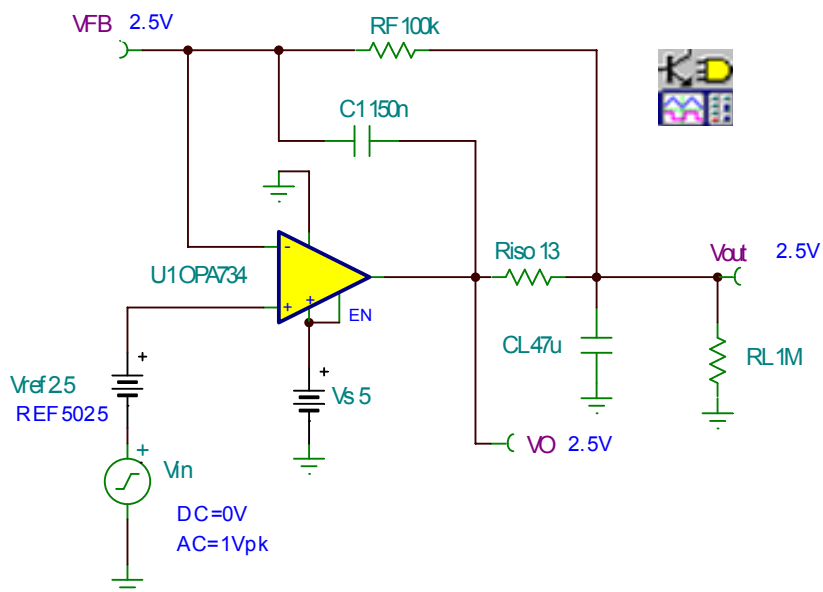 VFB 2.5V
RF 100k
C1 150n
U1 OPA734
-
+
+
EN
Riso 13
Vout 2.5V
CL 47u
RL 1M
+
Vref 2.5
REF5025
+
Vs 5
VO 2.5V
+
Vin
DC=0V
AC=1Vpk